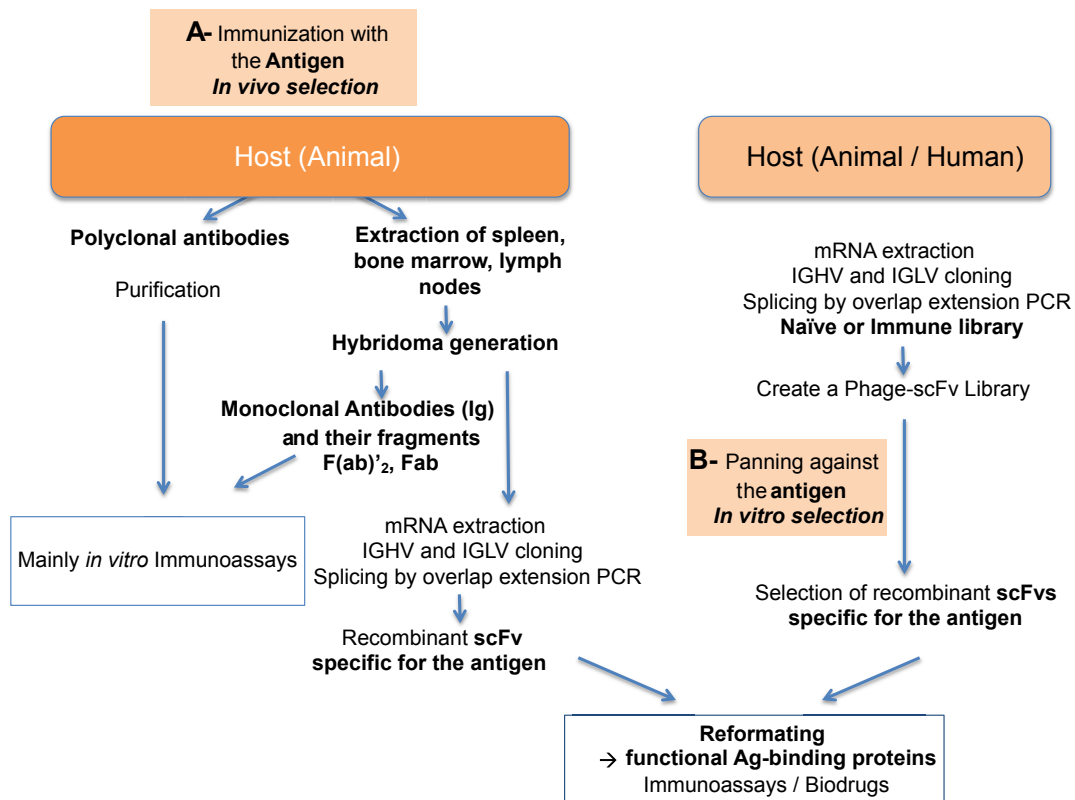 A- Immunization with
the Antigen
In vivo selection
Host (Animal)
Polyclonal antibodies
Purification
Extraction of spleen,
bone marrow, lymph
nodes
Hybridoma generation
Monoclonal Antibodies (Ig)
and their fragments
F(ab)’₂, Fab
Mainly in vitro Immunoassays
mRNA extraction
IGHV and IGLV cloning
Splicing by overlap extension PCR
Recombinant scFv
specific for the antigen
Host (Animal / Human)
mRNA extraction
IGHV and IGLV cloning
Splicing by overlap extension PCR
Naïve or Immune library
Create a Phage-scFv Library
B- Panning against
the antigen
In vitro selection
Selection of recombinant scFvs
specific for the antigen
Reformating
→ functional Ag-binding proteins
Immunoassays / Biodrugs